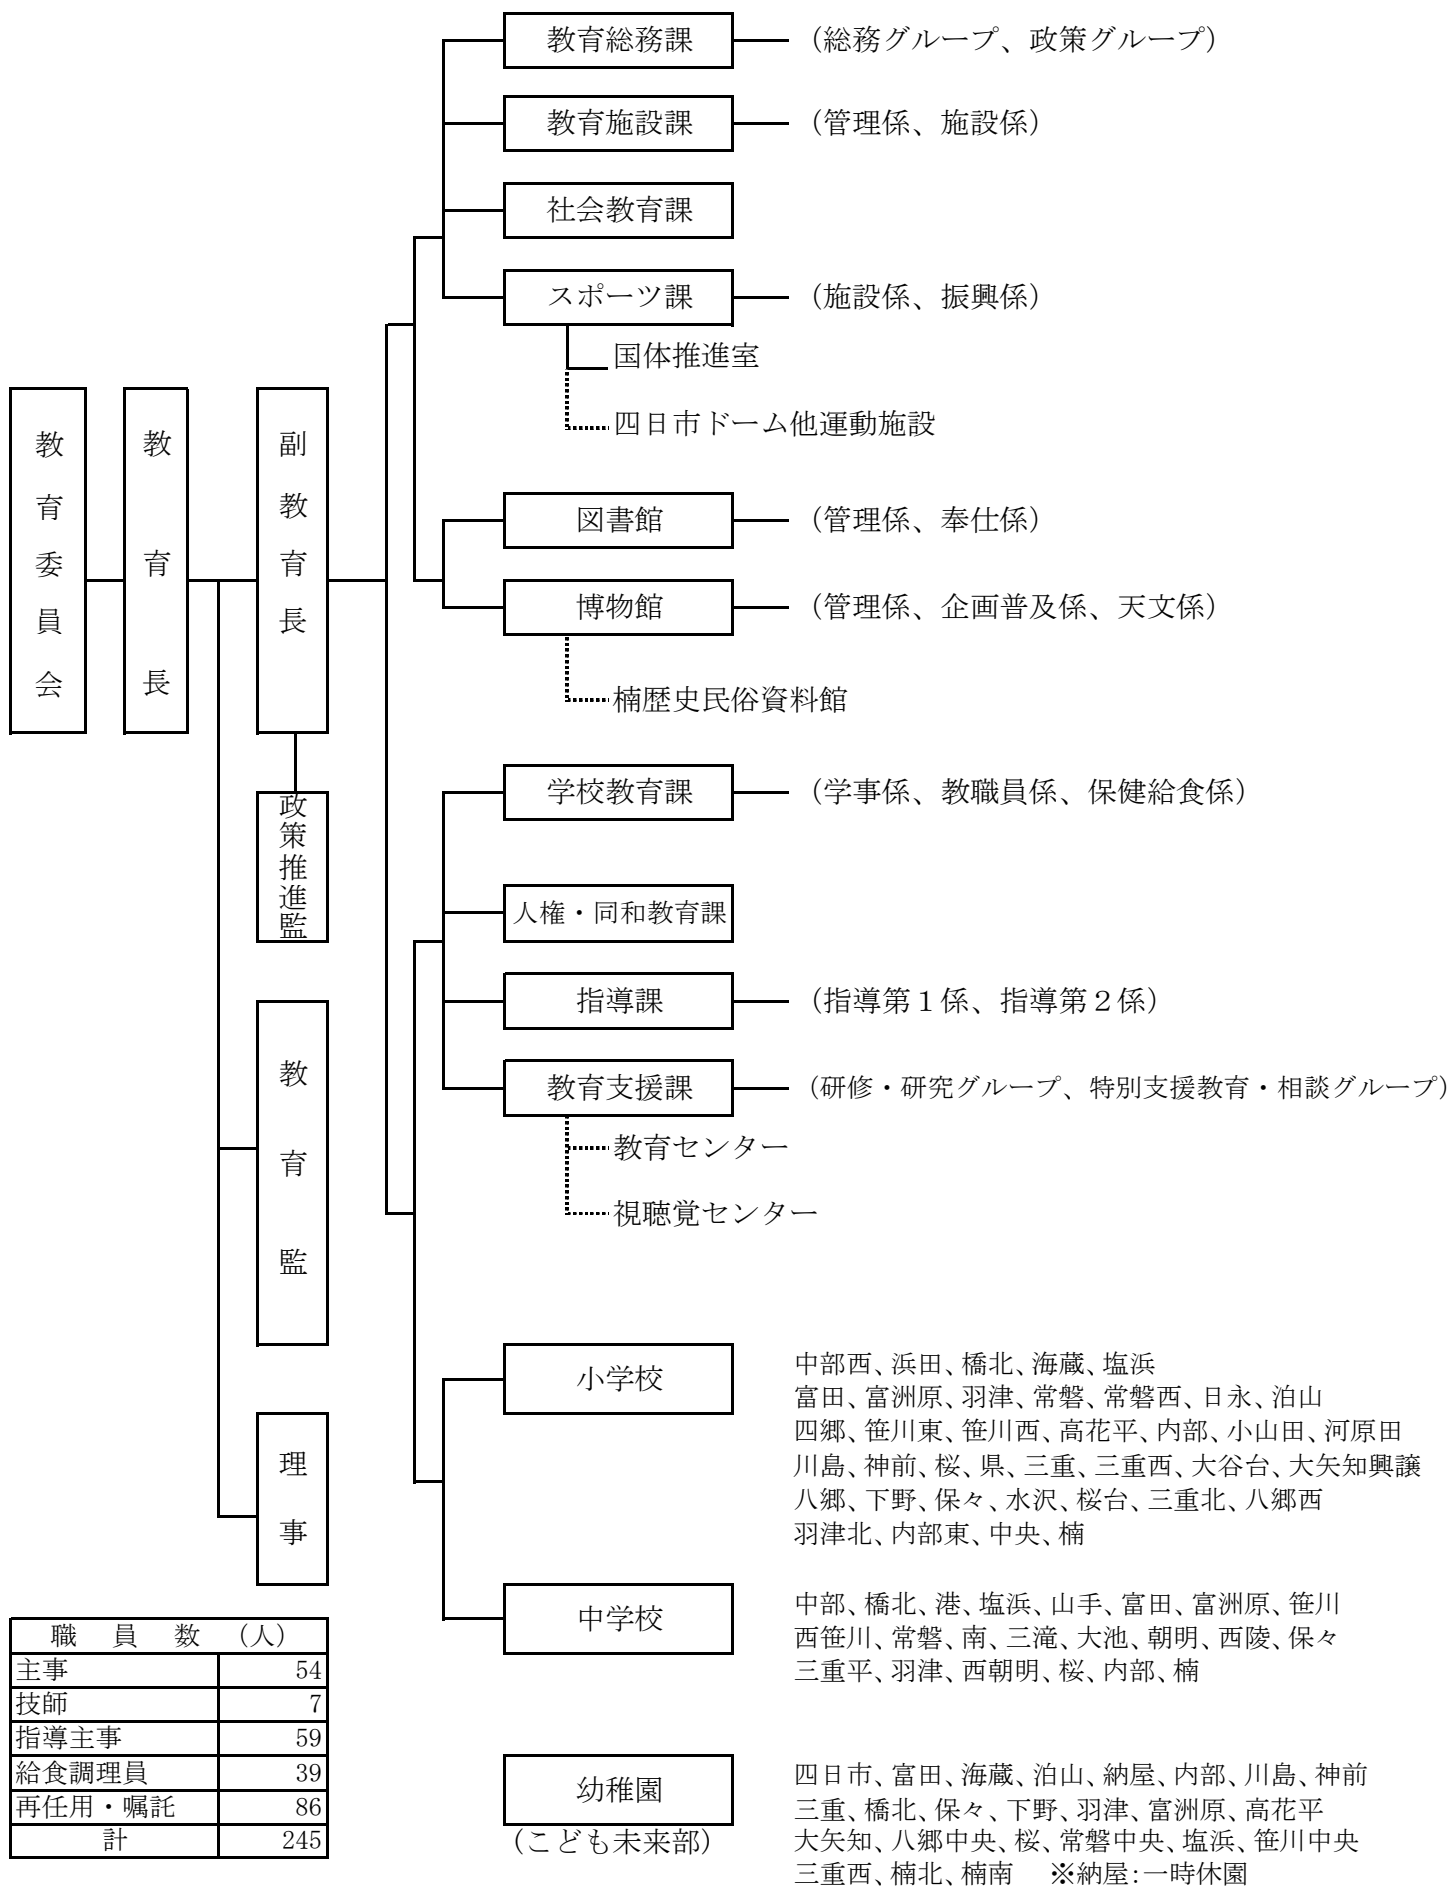 教育総務課 （総務グループ、政策グループ）
教育施設課 （管理係、施設係）
社会教育課
スポーツ課 （施設係、振興係）
国体推進室
四日市ドーム他運動施設
教育委員会
教育長
副教育長
図書館 （管理係、奉仕係）
博物館 （管理係、企画普及係、天文係）
楠歴史民俗資料館
政策推進監
学校教育課 （学事係、教職員係、保健給食係）
人権・同和教育課
指導課 （指導第１係、指導第２係）
教育監
教育支援課 （研修・研究グループ、特別支援教育・相談グループ）
教育センター
視聴覚センター
理事
小学校
中部西、浜田、橋北、海蔵、塩浜
富田、富洲原、羽津、常磐、常磐西、日永、泊山
四郷、笹川東、笹川西、高花平、内部、小山田、河原田
川島、神前、桜、県、三重、三重西、大谷台、大矢知興譲
八郷、下野、保々、水沢、桜台、三重北、八郷西
羽津北、内部東、中央、楠
中学校
中部、橋北、港、塩浜、山手、富田、富洲原、笹川
西笹川、常磐、南、三滝、大池、朝明、西陵、保々
三重平、羽津、西朝明、桜、内部、楠
職員数（人）
主事 54
技師 7
指導主事 59
給食調理員 39
再任用・嘱託 86
計 245
幼稚園
（こども未来部）
四日市、富田、海蔵、泊山、納屋、内部、川島、神前
三重、橋北、保々、下野、羽津、富洲原、高花平
大矢知、八郷中央、桜、常磐中央、塩浜、笹川中央
三重西、楠北、楠南 ※納屋：一時休園